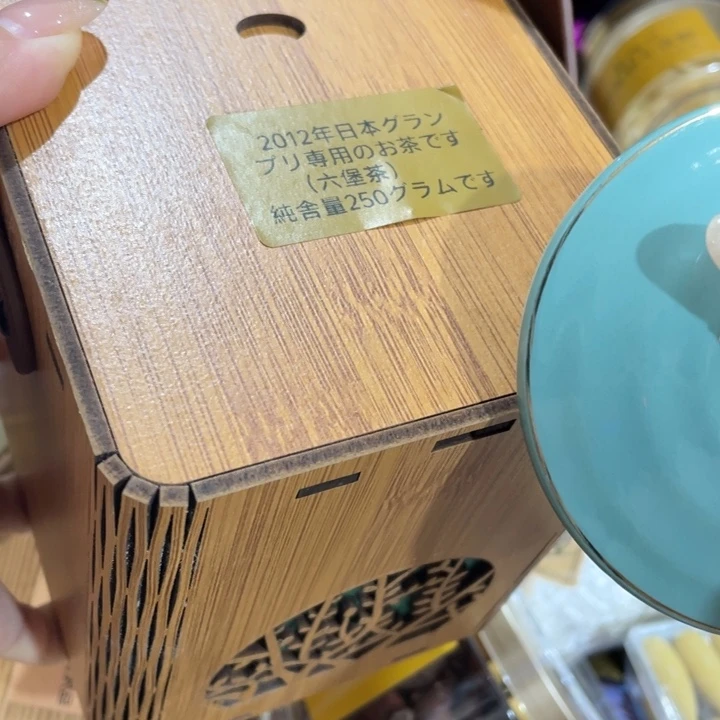 2012年日本グラン
プリ専用のお茶です
(六堡茶)
純舎量250グラムです